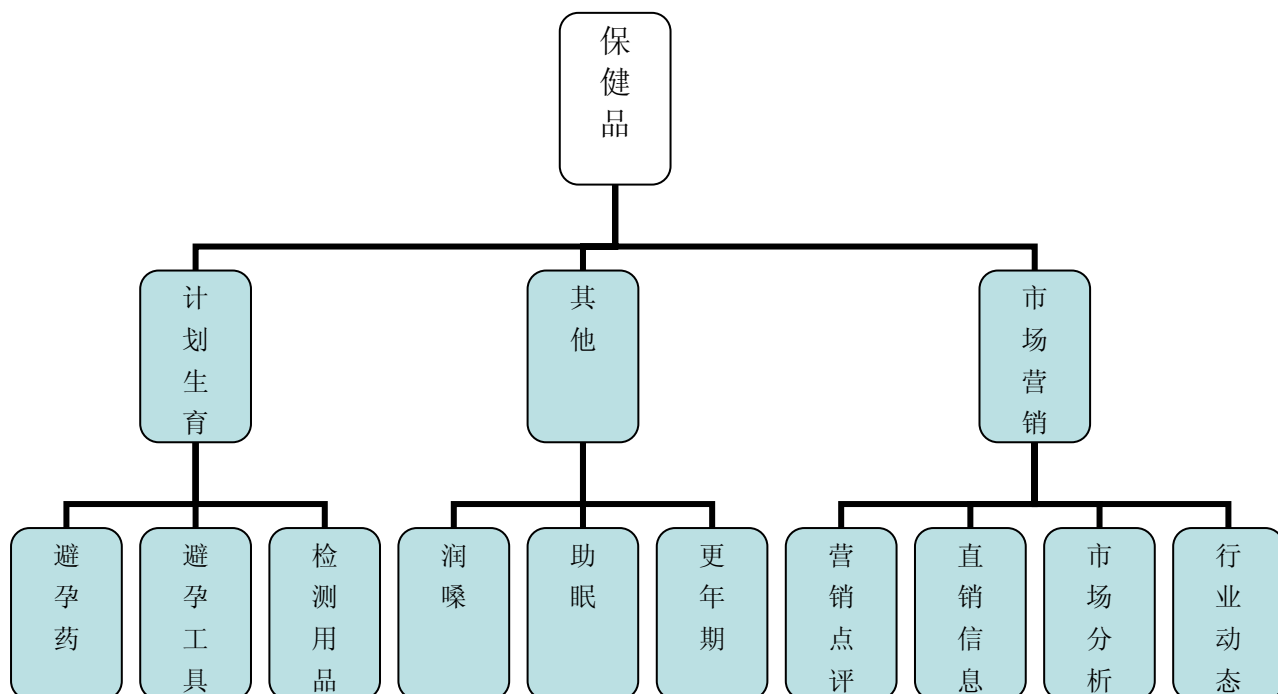 保健品
计划生育
其他
市场营销
避孕药
避孕工具
检测用品
润嗓
助眠
更年期
营销点评
直销信息
市场分析
行业动态